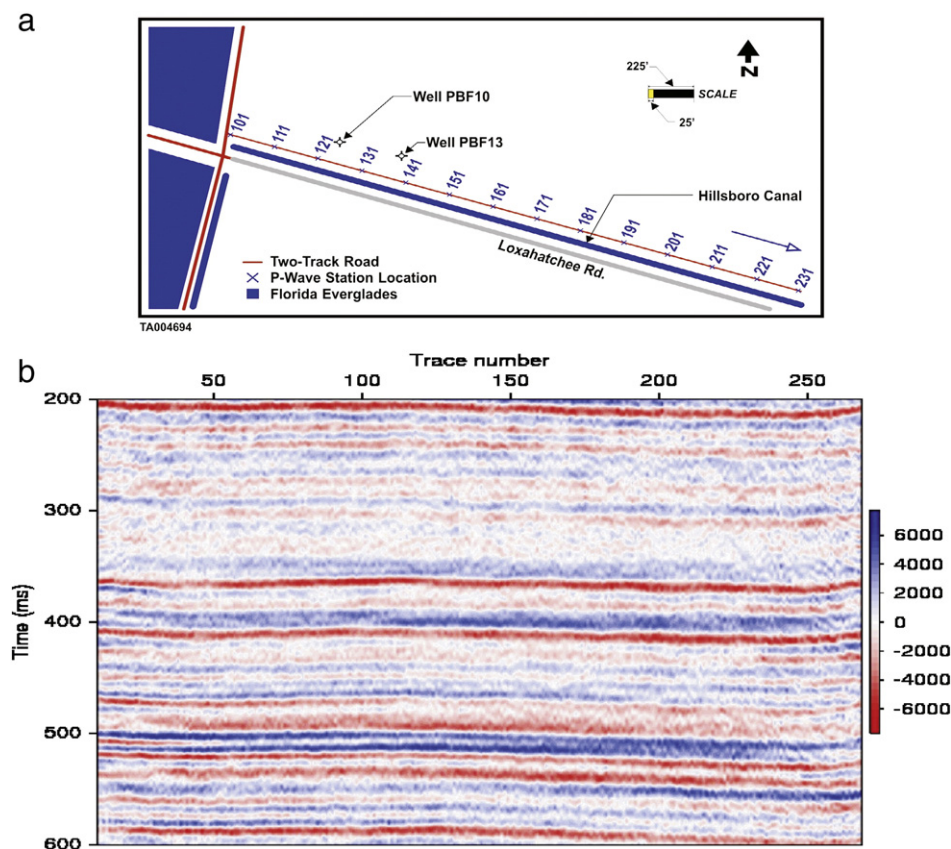 a
225'
N
SCALE
25'
Well PBF10
Well PBF13
101
111
121
131
141
151
161
171
181
191
201
211
221
231
Hillsboro Canal
Loxahatchee Rd.
Two-Track Road
P-Wave Station Location
Florida Everglades
TA004694
b
Trace number
50 100 150 200 250
200
300
400
500
600
Time (ms)
6000
4000
2000
0
-2000
-4000
-6000